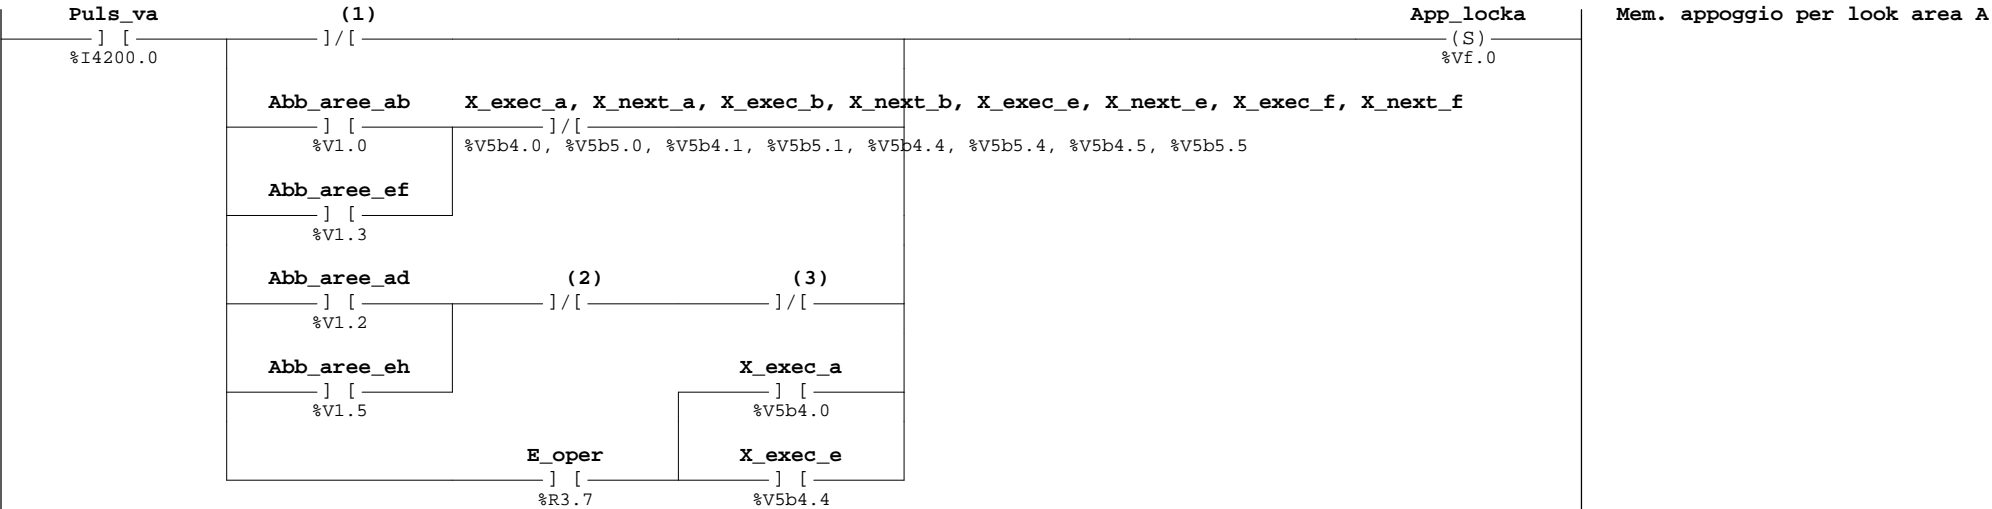 Puls_va (1) App_locka Mem. appoggio per look area A
] [ ]/[ (S)
%I4200.0 %Vf.0
Abb_aree_ab X_exec_a, X_next_a, X_exec_b, X_next_b, X_exec_e, X_next_e, X_exec_f, X_next_f
] [ ]/[
%V1.0 %V5b4.0, %V5b5.0, %V5b4.1, %V5b5.1, %V5b4.4, %V5b5.4, %V5b4.5, %V5b5.5
Abb_aree_ef
] [
%V1.3
Abb_aree_ad (2) (3)
] [ ]/[ ]/[
%V1.2
Abb_aree_eh X_exec_a
] [ ] [
%V1.5 %V5b4.0
E_oper X_exec_e
] [ ] [
%R3.7 %V5b4.4